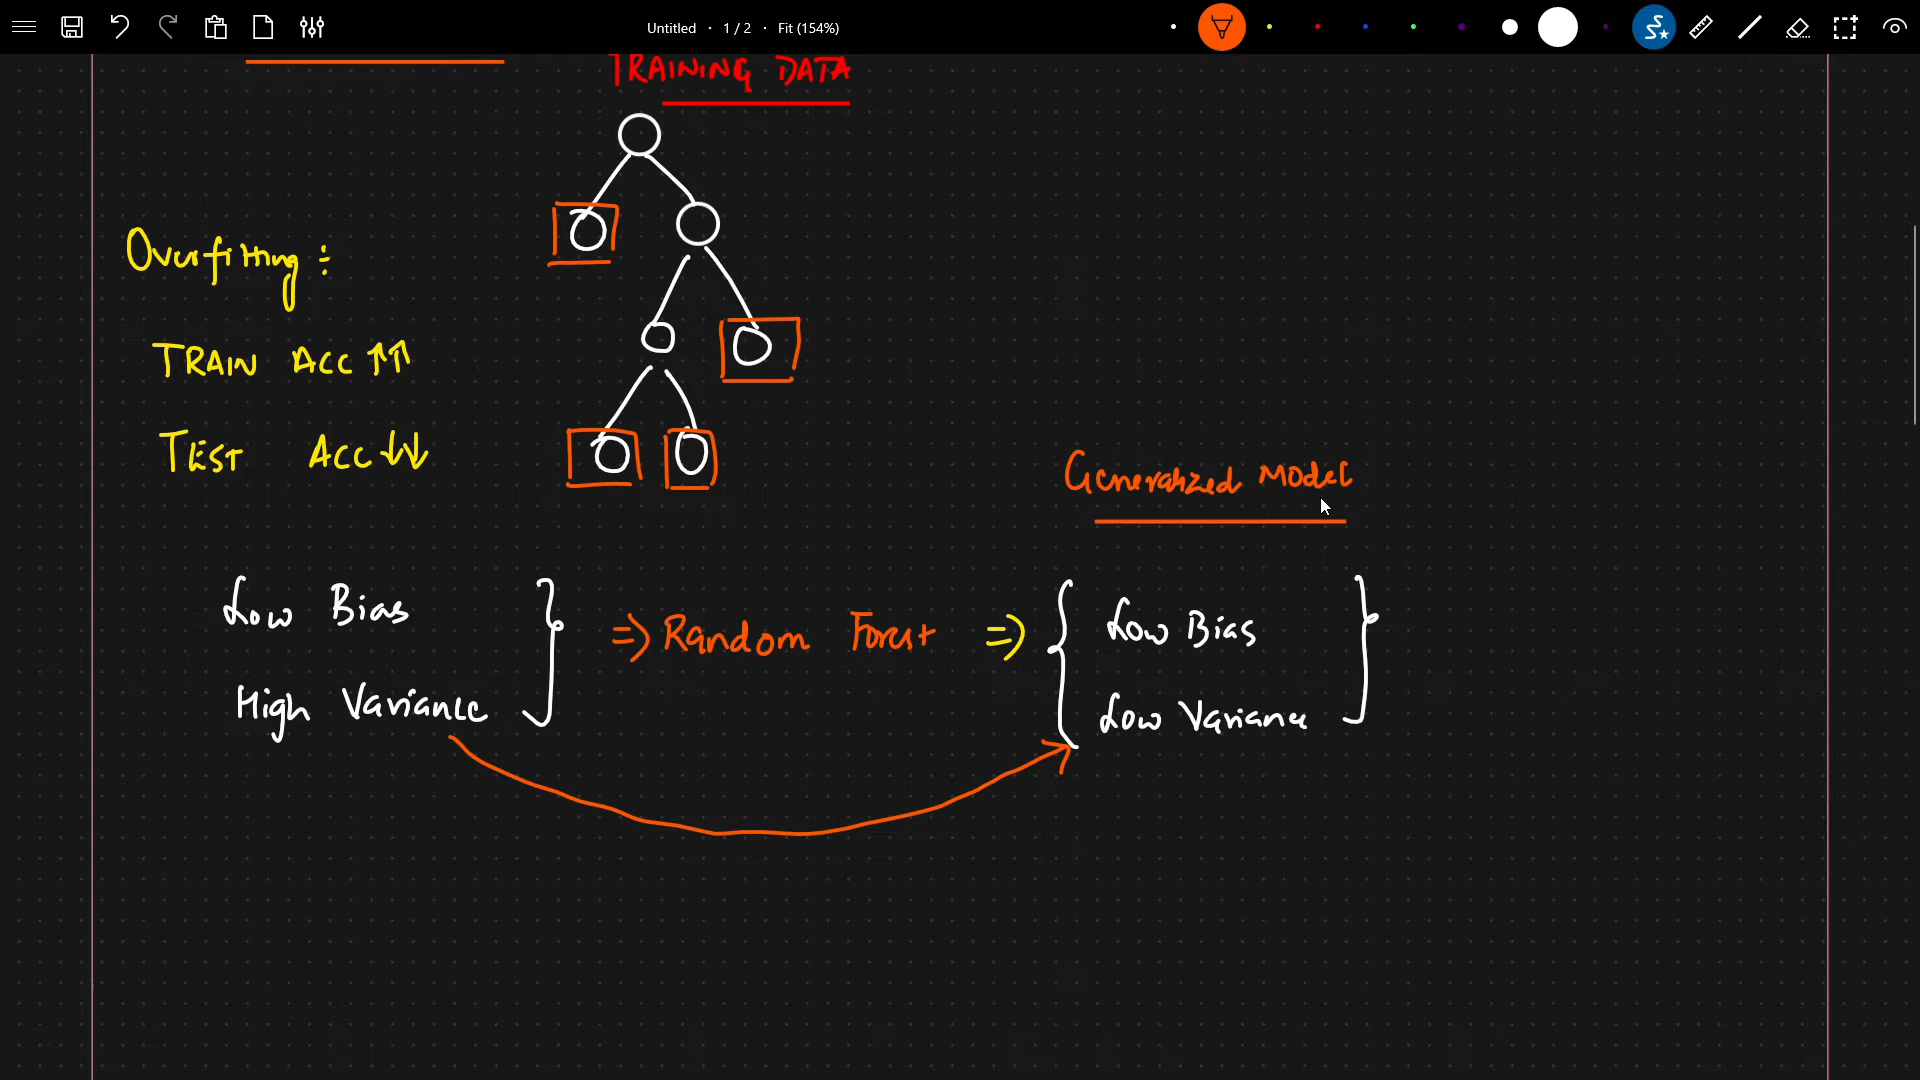 Untitled · 1 / 2 · Fit (154%)
TRAINING DATA
Overfitting :
TRAIN ACC ↑↑
TEST ACC ↓↓
Generalized Model
Low Bias
High Variance
⇒ Random Forest ⇒
Low Bias
Low Variance